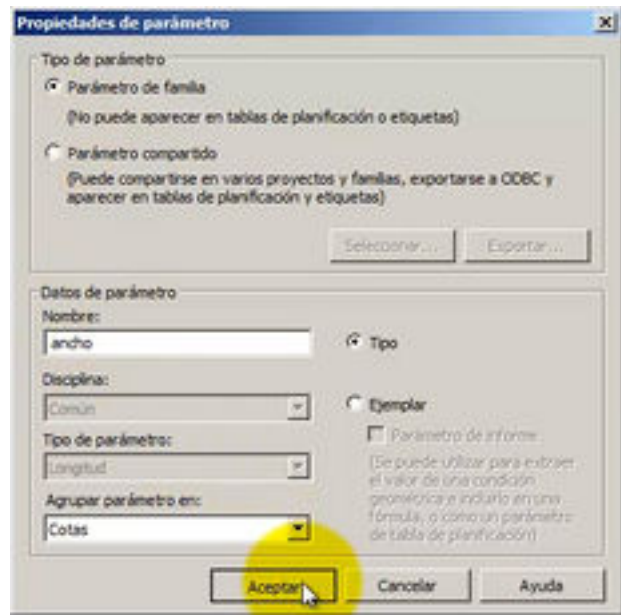 Propiedades de parámetro
Tipo de parámetro
Parámetro de familia
(No puede aparecer en tablas de planificación o etiquetas)
Parámetro compartido
(Puede compartirse en varios proyectos y familias, exportarse a ODBC y
aparecer en tablas de planificación y etiquetas)
Seleccionar... Exportar...
Datos de parámetro
Nombre:
ancho
Tipo
Disciplina:
Común
Ejemplar
Parámetro de informe
Tipo de parámetro:
Longitud
(Se puede utilizar para extraer
el valor de una condición
geométrica e incluirlo en una
fórmula, o como un parámetro
de tabla de planificación)
Agrupar parámetro en:
Cotas
Aceptar Cancelar Ayuda